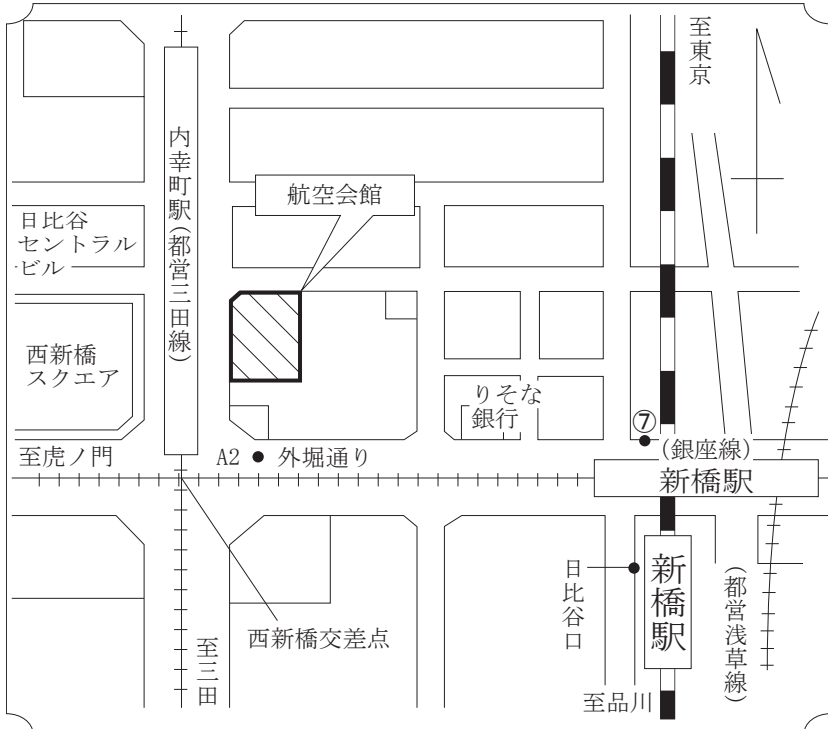 至東京
内幸町駅(都営三田線)
航空会館
日比谷
セントラル
ビル
西新橋
スクエア
りそな
銀行
⑦
(銀座線)
新橋駅
至虎ノ門
A2 ● 外堀通り
日比谷口
新橋駅
(都営浅草線)
西新橋交差点
至三田
至品川